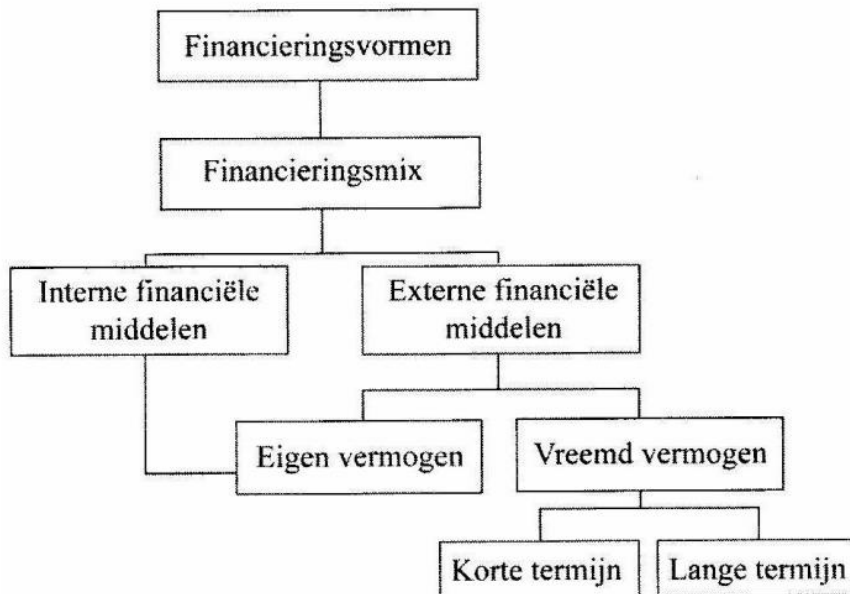 Financieringsvormen
Financieringsmix
Interne financiële
middelen
Externe financiële
middelen
Eigen vermogen
Vreemd vermogen
Korte termijn
Lange termijn